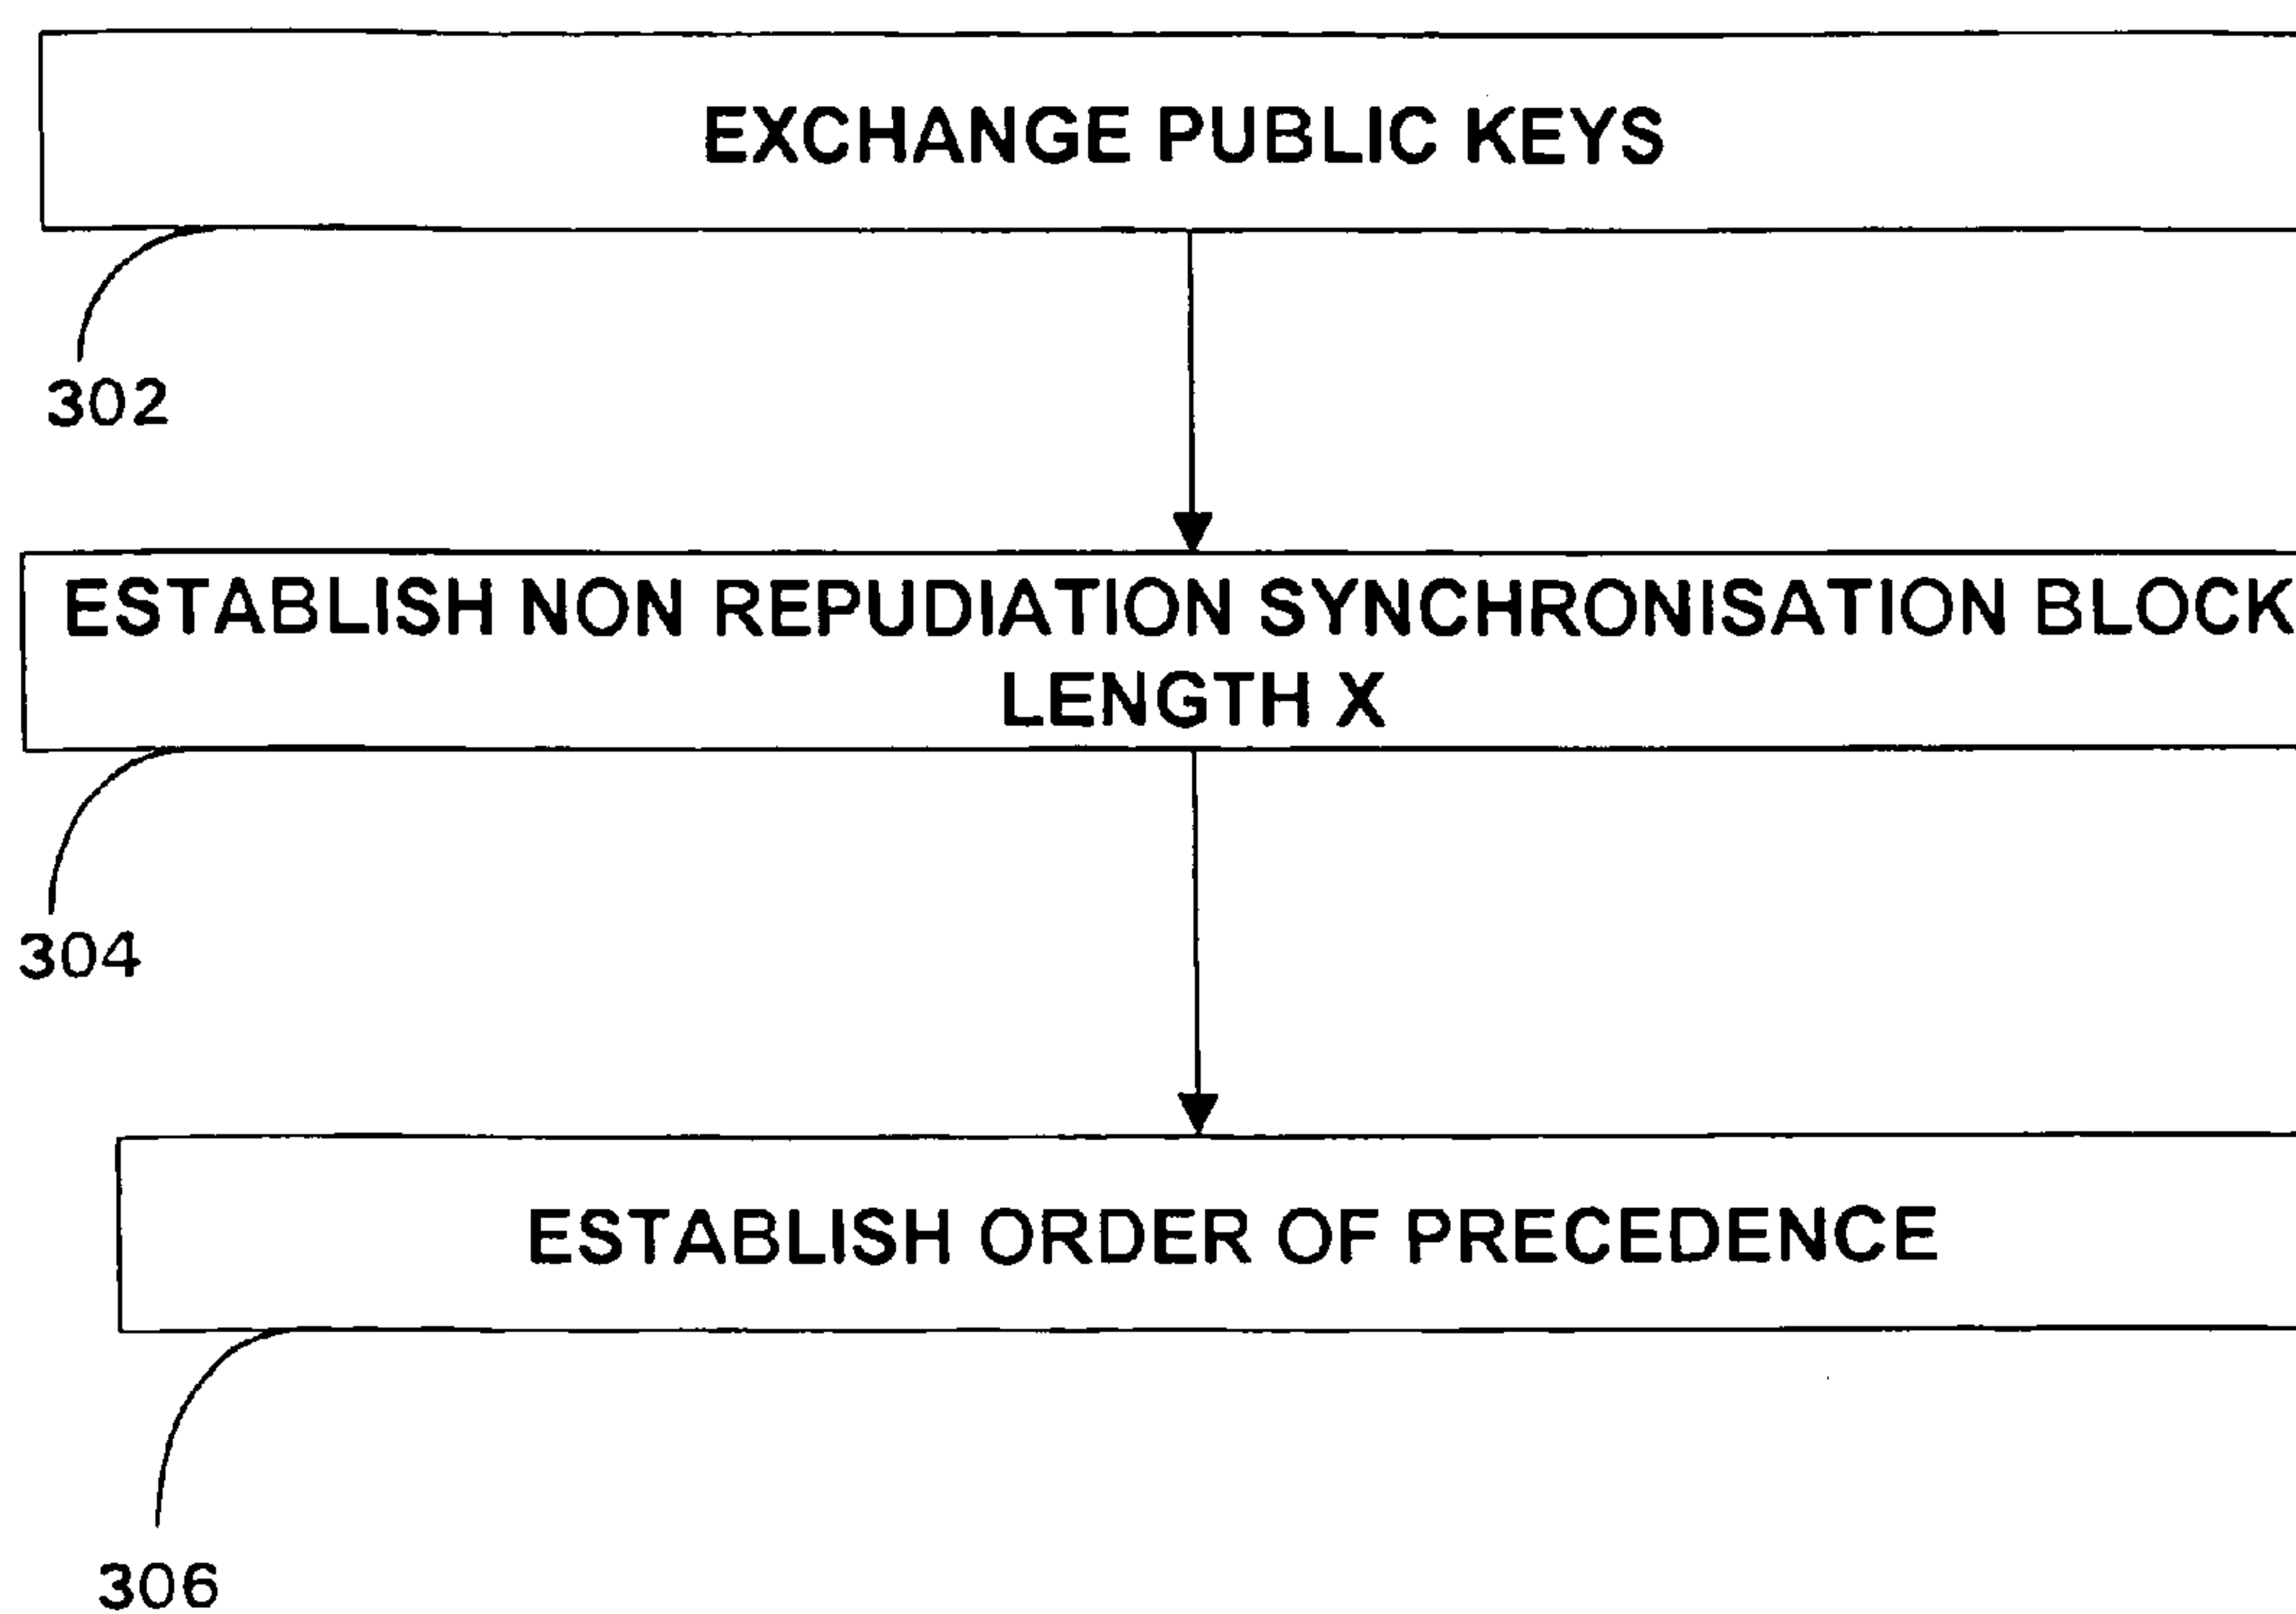 EXCHANGE PUBLIC KEYS
302
ESTABLISH NON REPUDIATION SYNCHRONISATION BLOCK
LENGTH X
304
ESTABLISH ORDER OF PRECEDENCE
306